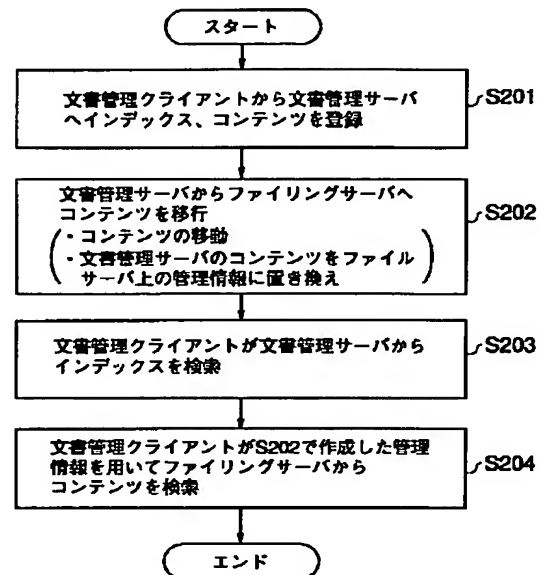 スタート
文書管理クライアントから文書管理サーバ
へインデックス、コンテンツを登録
S201
文書管理サーバからファイリングサーバへ
コンテンツを移行
・コンテンツの移動
・文書管理サーバのコンテンツをファイル
サーバ上の管理情報に置き換え
S202
文書管理クライアントが文書管理サーバから
インデックスを検索
S203
文書管理クライアントがS202で作成した管理
情報を用いてファイリングサーバから
コンテンツを検索
S204
エンド